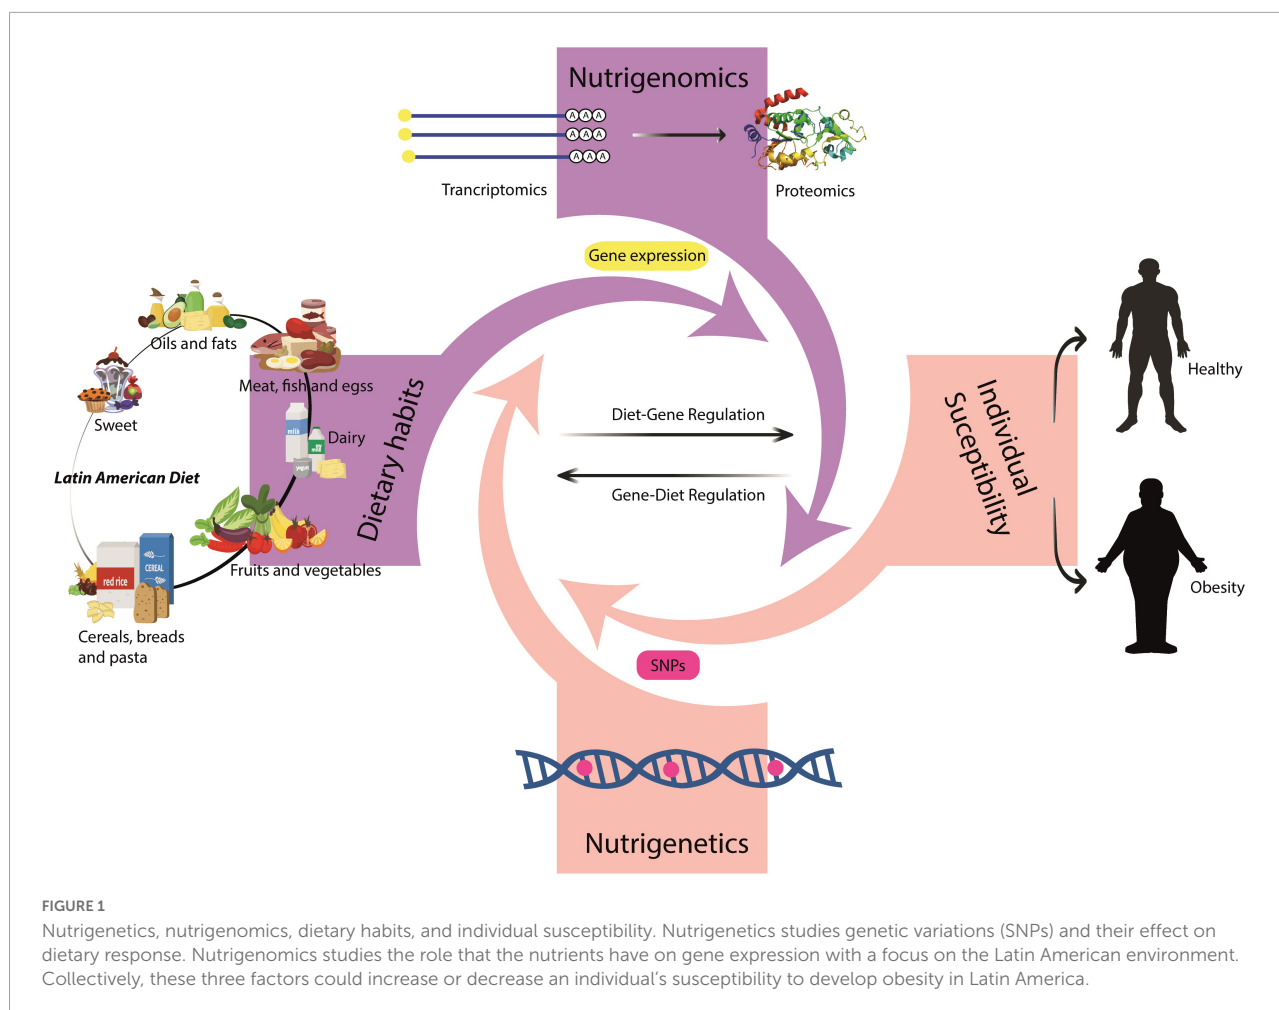 Nutrigenomics
A A A
A A A
A A A
Trancriptomics
Proteomics
Gene expression
Oils and fats
Meat, fish and egss
Sweet
milk
Dairy
yogurt
Latin American Diet
Dietary habits
Fruits and vegetables
red rice
CEREAL
Cereals, breads
and pasta
Diet-Gene Regulation
Gene-Diet Regulation
Individual
Suceptibility
Healthy
Obesity
SNPs
Nutrigenetics
FIGURE 1
Nutrigenetics, nutrigenomics, dietary habits, and individual susceptibility. Nutrigenetics studies genetic variations (SNPs) and their effect on
dietary response. Nutrigenomics studies the role that the nutrients have on gene expression with a focus on the Latin American environment.
Collectively, these three factors could increase or decrease an individual's susceptibility to develop obesity in Latin America.